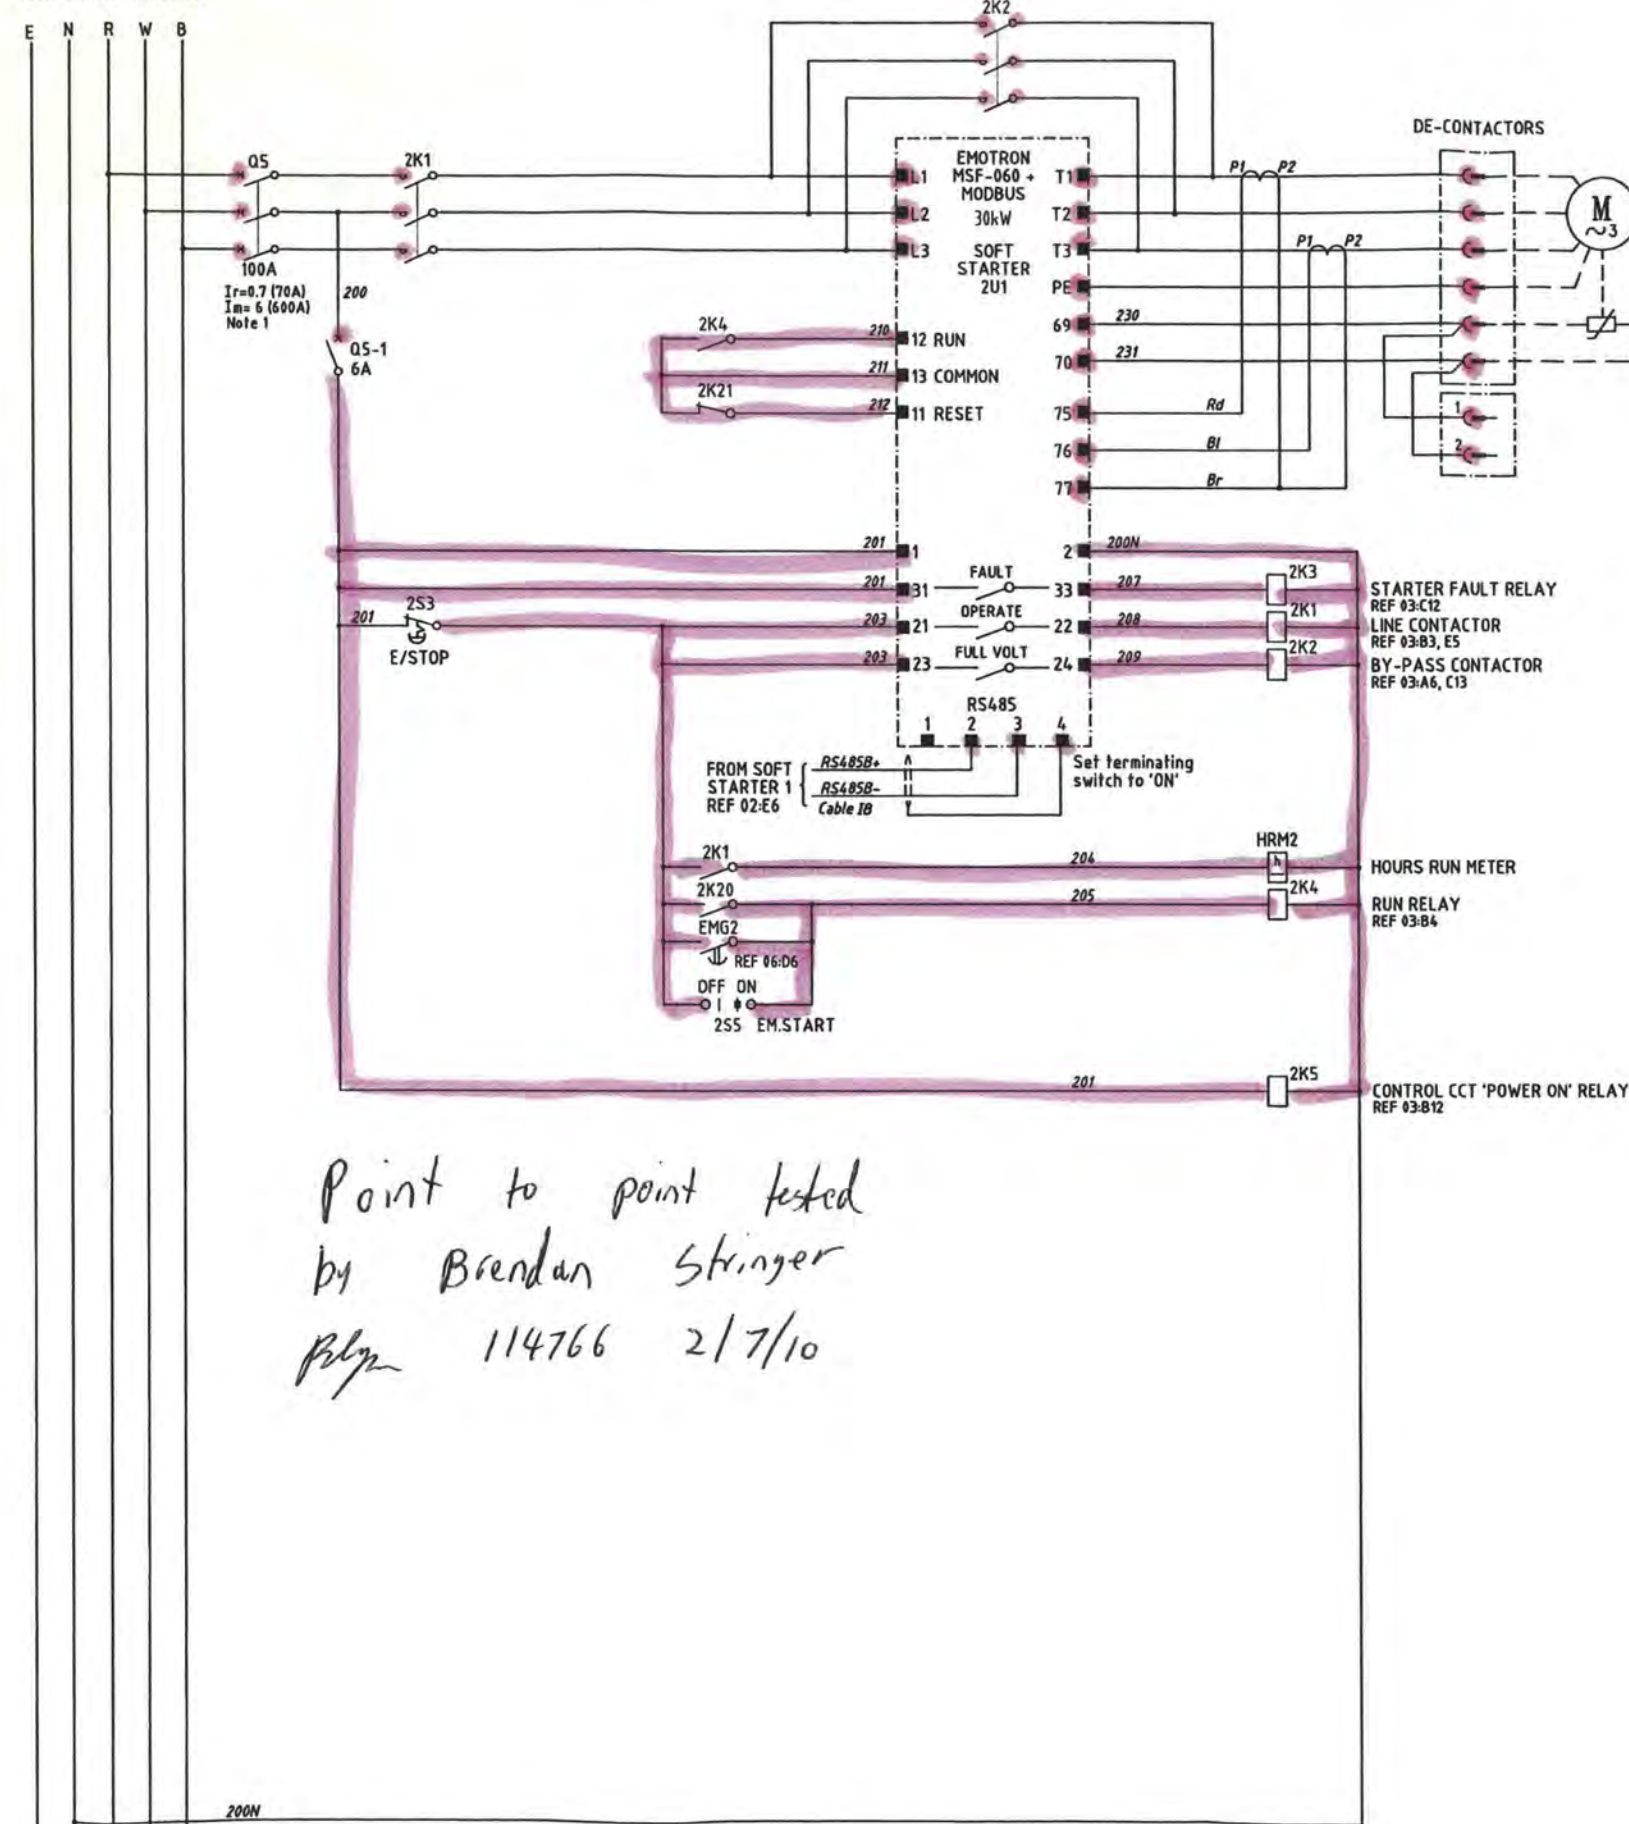 2K2
E N R W B
DE-CONTACTORS
Q5
2K1
EMOTRON
MSF-060 +
MODBUS
30kW
SOFT
STARTER
2U1
L1
L2
L3
T1
T2
T3
PE
69
70
75
76
77
P1 P2
P1 P2
M
~3
100A
Ir=0.7 (70A)
Im= 6 (600A)
Note 1
200
Q5-1
6A
2K4
210
12 RUN
211
13 COMMON
2K21
212
11 RESET
230
231
Rd
Bl
Br
1
2
201
1
2
200N
201
31
FAULT
33
207
2K3
STARTER FAULT RELAY
REF 03:C12
201
2S3
E/STOP
203
21
OPERATE
22
208
2K1
LINE CONTACTOR
REF 03:B3, E5
203
23
FULL VOLT
24
209
2K2
BY-PASS CONTACTOR
REF 03:A6, C13
RS485
1 2 3 4
FROM SOFT
STARTER 1
REF 02:E6
RS485B+
RS485B-
Cable IB
Set terminating
switch to 'ON'
2K1
204
HRM2
h
HOURS RUN METER
2K20
205
2K4
RUN RELAY
REF 03:B4
EMG2
REF 06:D6
OFF ON
2S5 EM.START
201
2K5
CONTROL CCT 'POWER ON' RELAY
REF 03:B12
Point to point tested
by Brendan Stringer
114766 2/7/10
200N